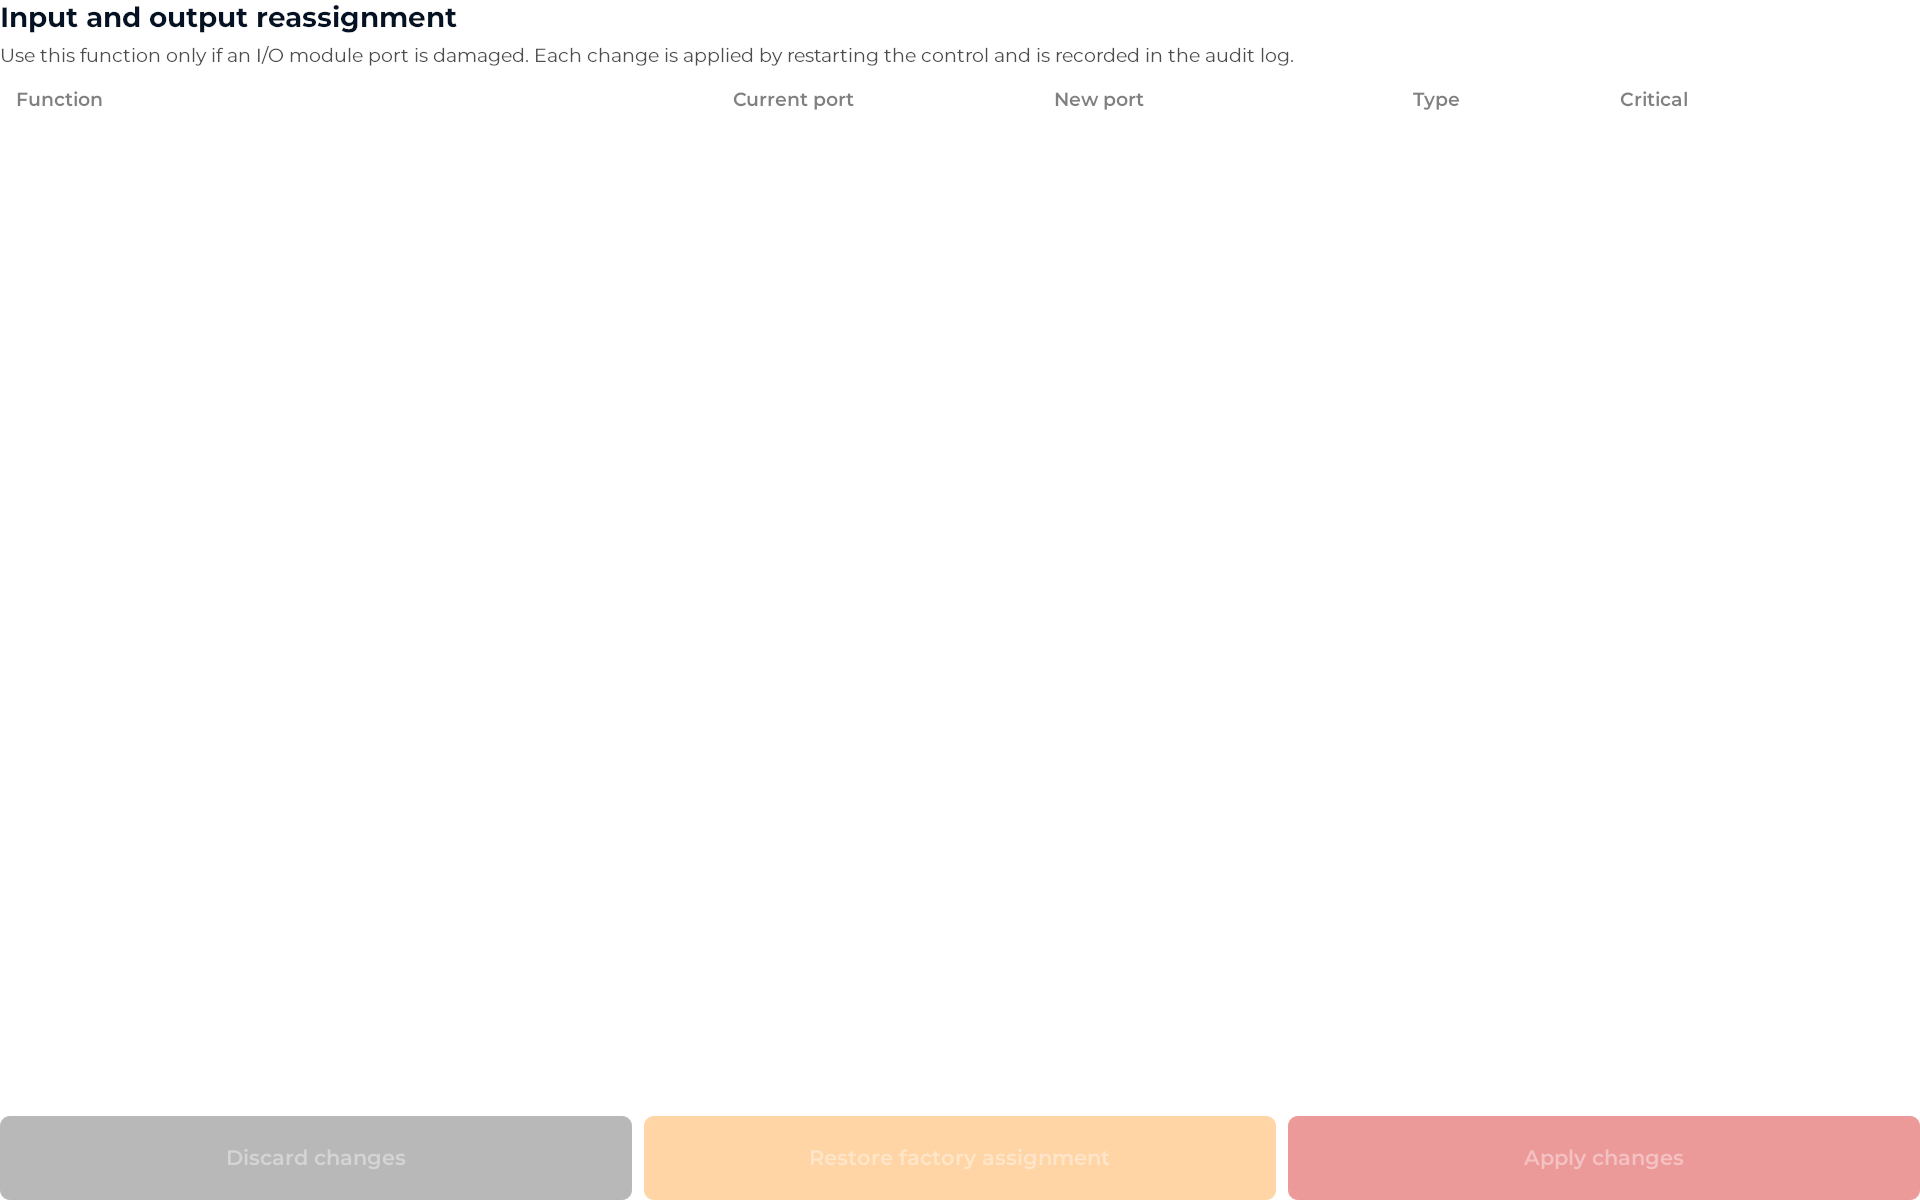 Input and output reassignment
Use this function only if an I/O module port is damaged. Each change is applied by restarting the control and is recorded in the audit log.
Function Current port New port Type Critical
Discard changes Restore factory assignment Apply changes